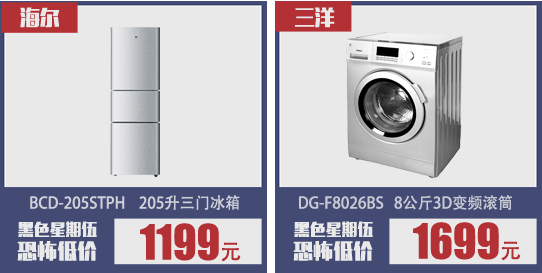 海尔
BCD-205STPH 205升三门冰箱
黑色星期伍
恐怖低价
1199元
三洋
DG-F8026BS 8公斤3D变频滚筒
黑色星期伍
恐怖低价
1699元